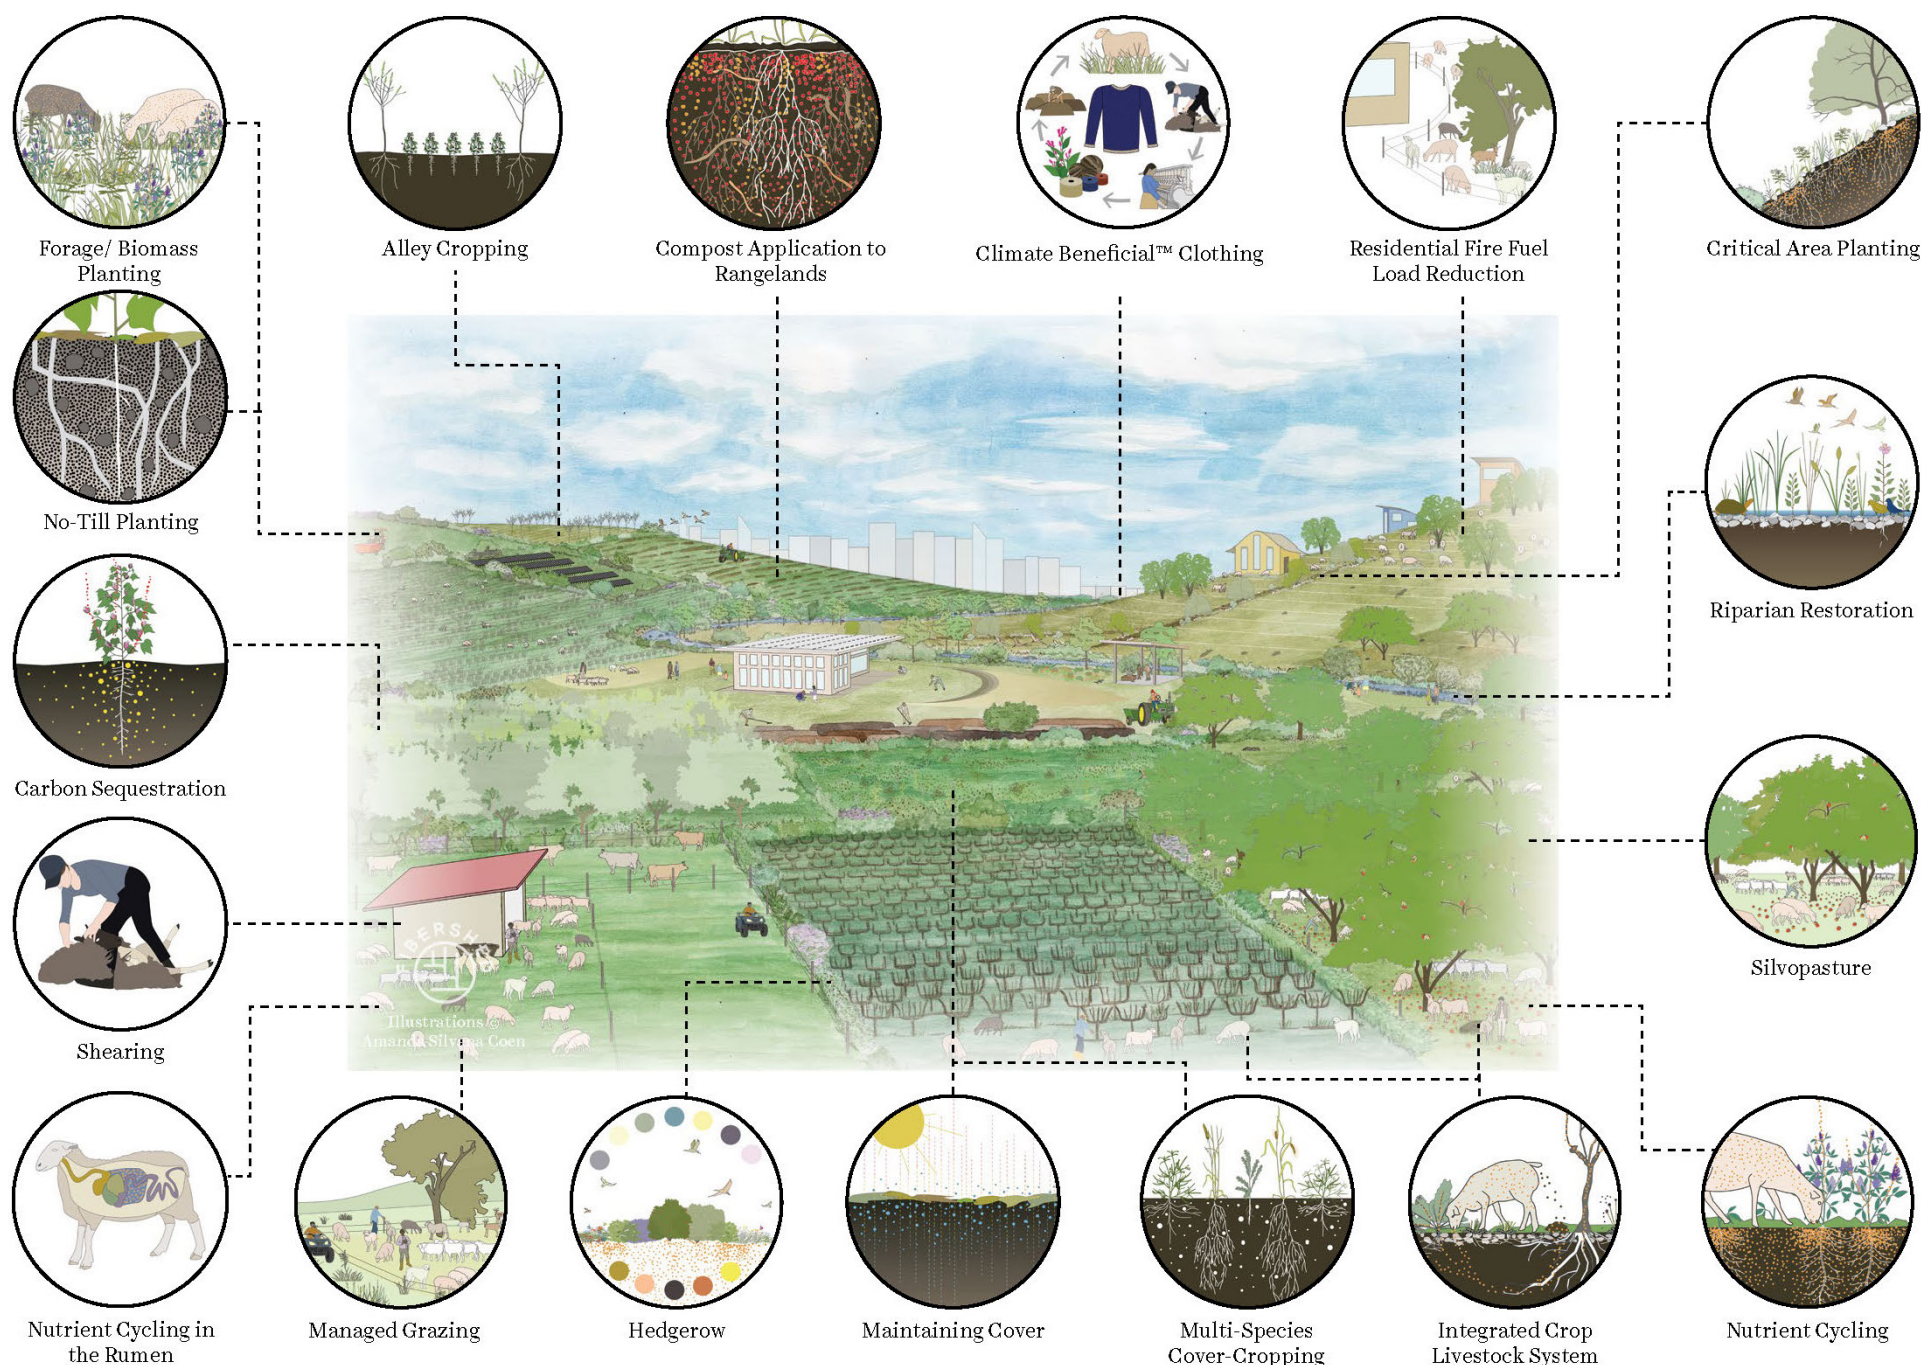 Forage/ Biomass
Planting
Alley Cropping
Compost Application to
Rangelands
Climate Beneficial™ Clothing
Residential Fire Fuel
Load Reduction
Critical Area Planting
No-Till Planting
Riparian Restoration
Carbon Sequestration
Silvopasture
Shearing
FIBERSHED
Illustrations ©
Amanda Silvana Coen
Nutrient Cycling in
the Rumen
Managed Grazing
Hedgerow
Maintaining Cover
Multi-Species
Cover-Cropping
Integrated Crop
Livestock System
Nutrient Cycling